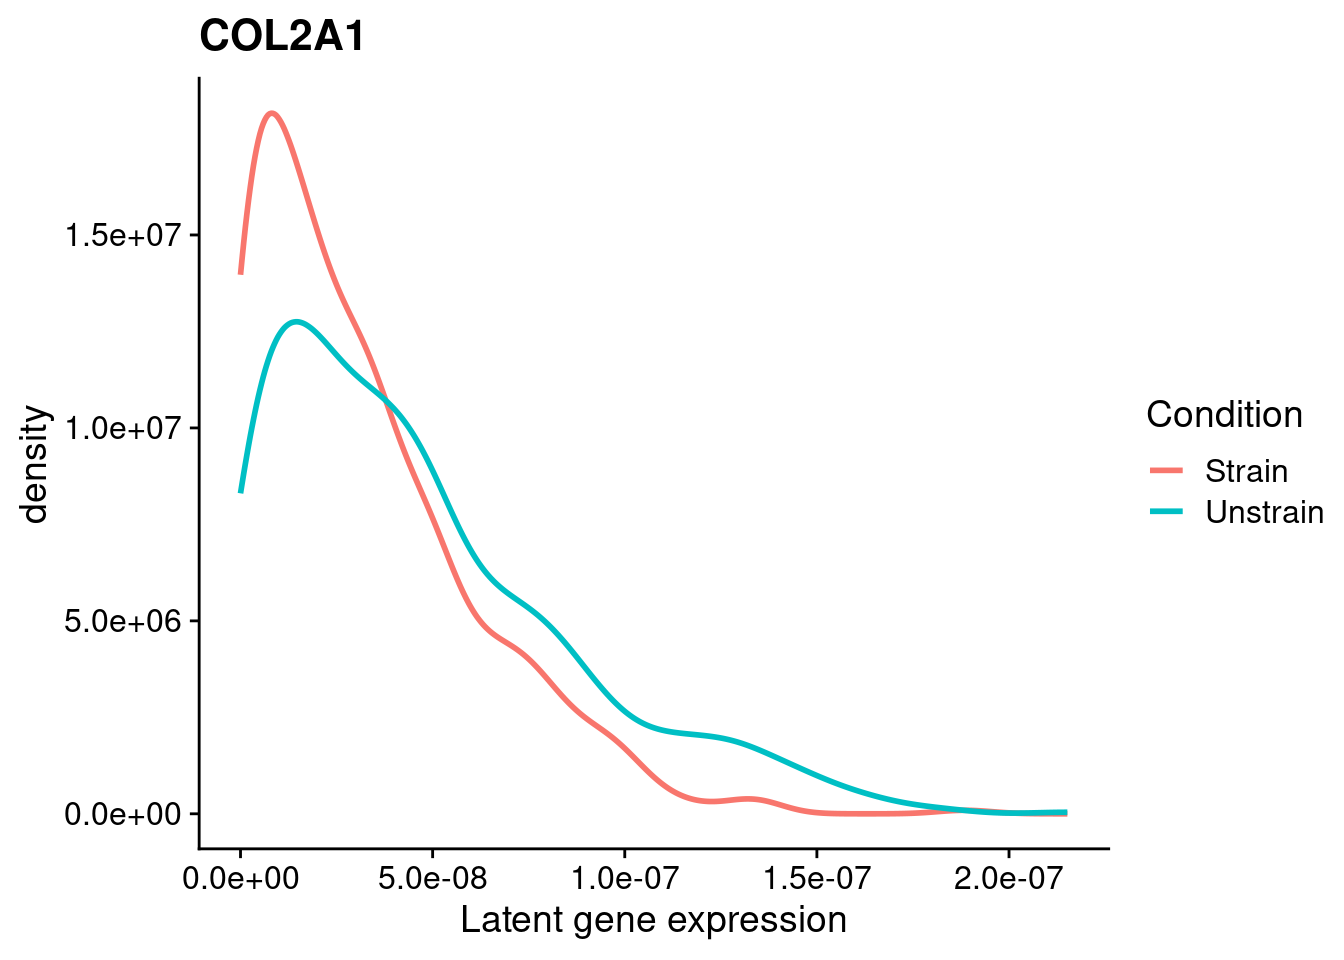 COL2A1
density
1.5e+07
1.0e+07
5.0e+06
0.0e+00
0.0e+00
5.0e-08
1.0e-07
1.5e-07
2.0e-07
Latent gene expression
Condition
Strain
Unstrain